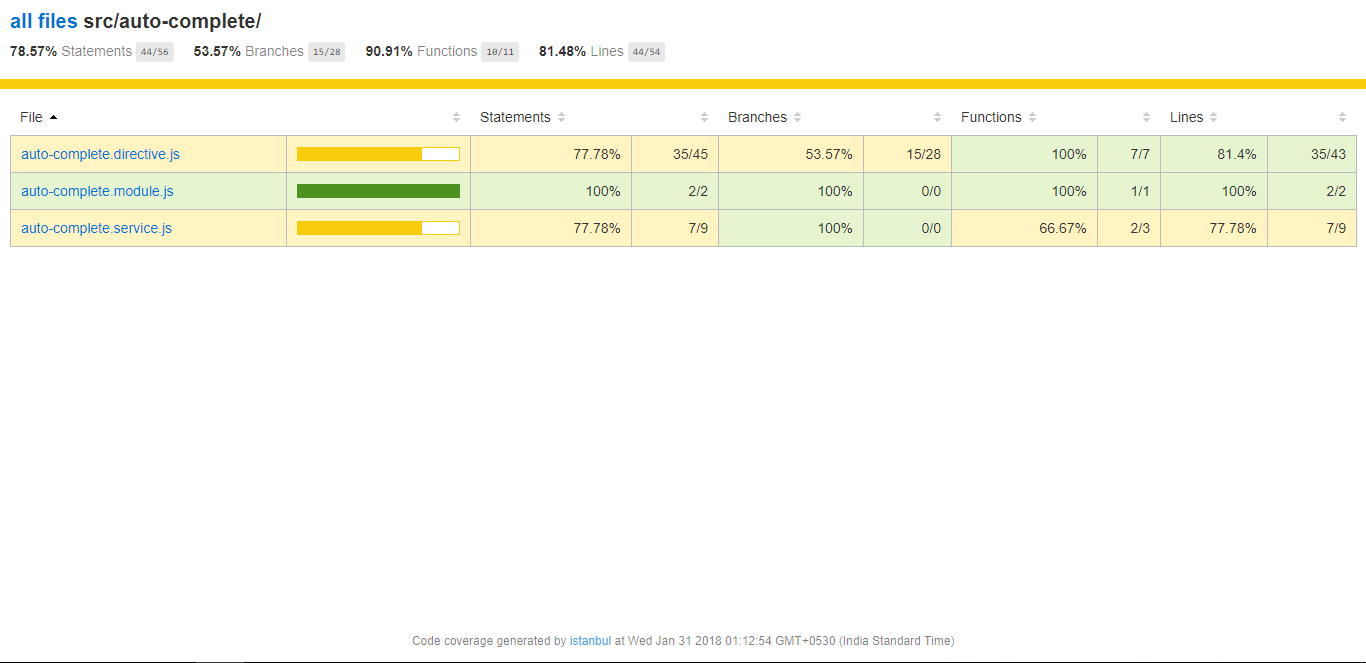 all files src/auto-complete/
78.57% Statements 44/56 53.57% Branches 15/28 90.91% Functions 10/11 81.48% Lines 44/54
File Statements Branches Functions Lines
auto-complete.directive.js 77.78% 35/45 53.57% 15/28 100% 7/7 81.4% 35/43
auto-complete.module.js 100% 2/2 100% 0/0 100% 1/1 100% 2/2
auto-complete.service.js 77.78% 7/9 100% 0/0 66.67% 2/3 77.78% 7/9
Code coverage generated by istanbul at Wed Jan 31 2018 01:12:54 GMT+0530 (India Standard Time)